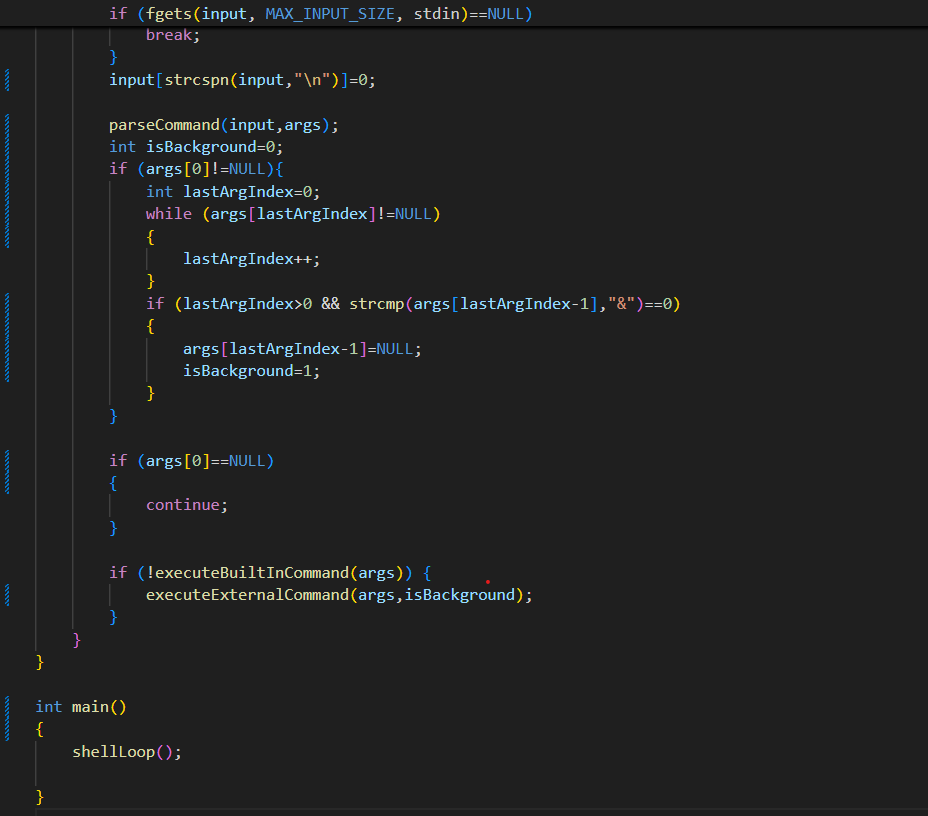 if (fgets(input, MAX_INPUT_SIZE, stdin)==NULL)
break;
}
input[strcspn(input,"\n")]=0;
parseCommand(input,args);
int isBackground=0;
if (args[0]!=NULL){
int lastArgIndex=0;
while (args[lastArgIndex]!=NULL)
{
lastArgIndex++;
}
if (lastArgIndex>0 && strcmp(args[lastArgIndex-1],"&")==0)
{
args[lastArgIndex-1]=NULL;
isBackground=1;
}
}
if (args[0]==NULL)
{
continue;
}
if (!executeBuiltInCommand(args)) {
executeExternalCommand(args,isBackground);
}
}
}
int main()
{
shellLoop();
}